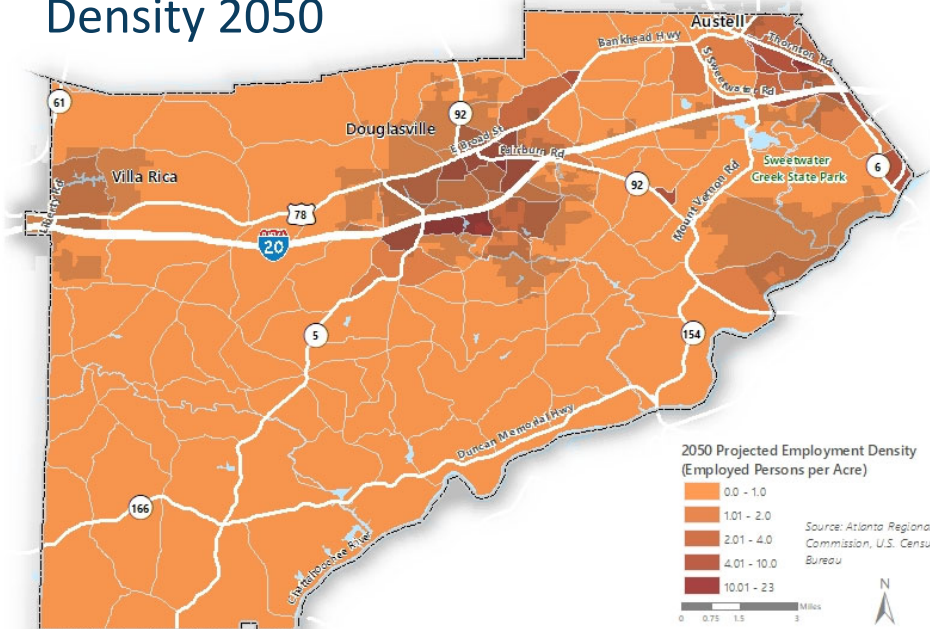 Density 2050
Austell
Bankhead Hwy
Thornton Rd
S Sweetwater Rd
61
92
Douglasville
E Broad St
Fairburn Rd
Sweetwater
Creek State Park
6
Villa Rica
92
Liberty Rd
78
Mount Vernon Rd
20
5
154
Duncan Memorial Hwy
166
Chattahoochee River
2050 Projected Employment Density
(Employed Persons per Acre)
0.0 - 1.0
1.01 - 2.0
2.01 - 4.0
4.01 - 10.0
10.01 - 23
Source: Atlanta Regional
Commission, U.S. Census
Bureau
N
0 0.75 1.5 3 Miles